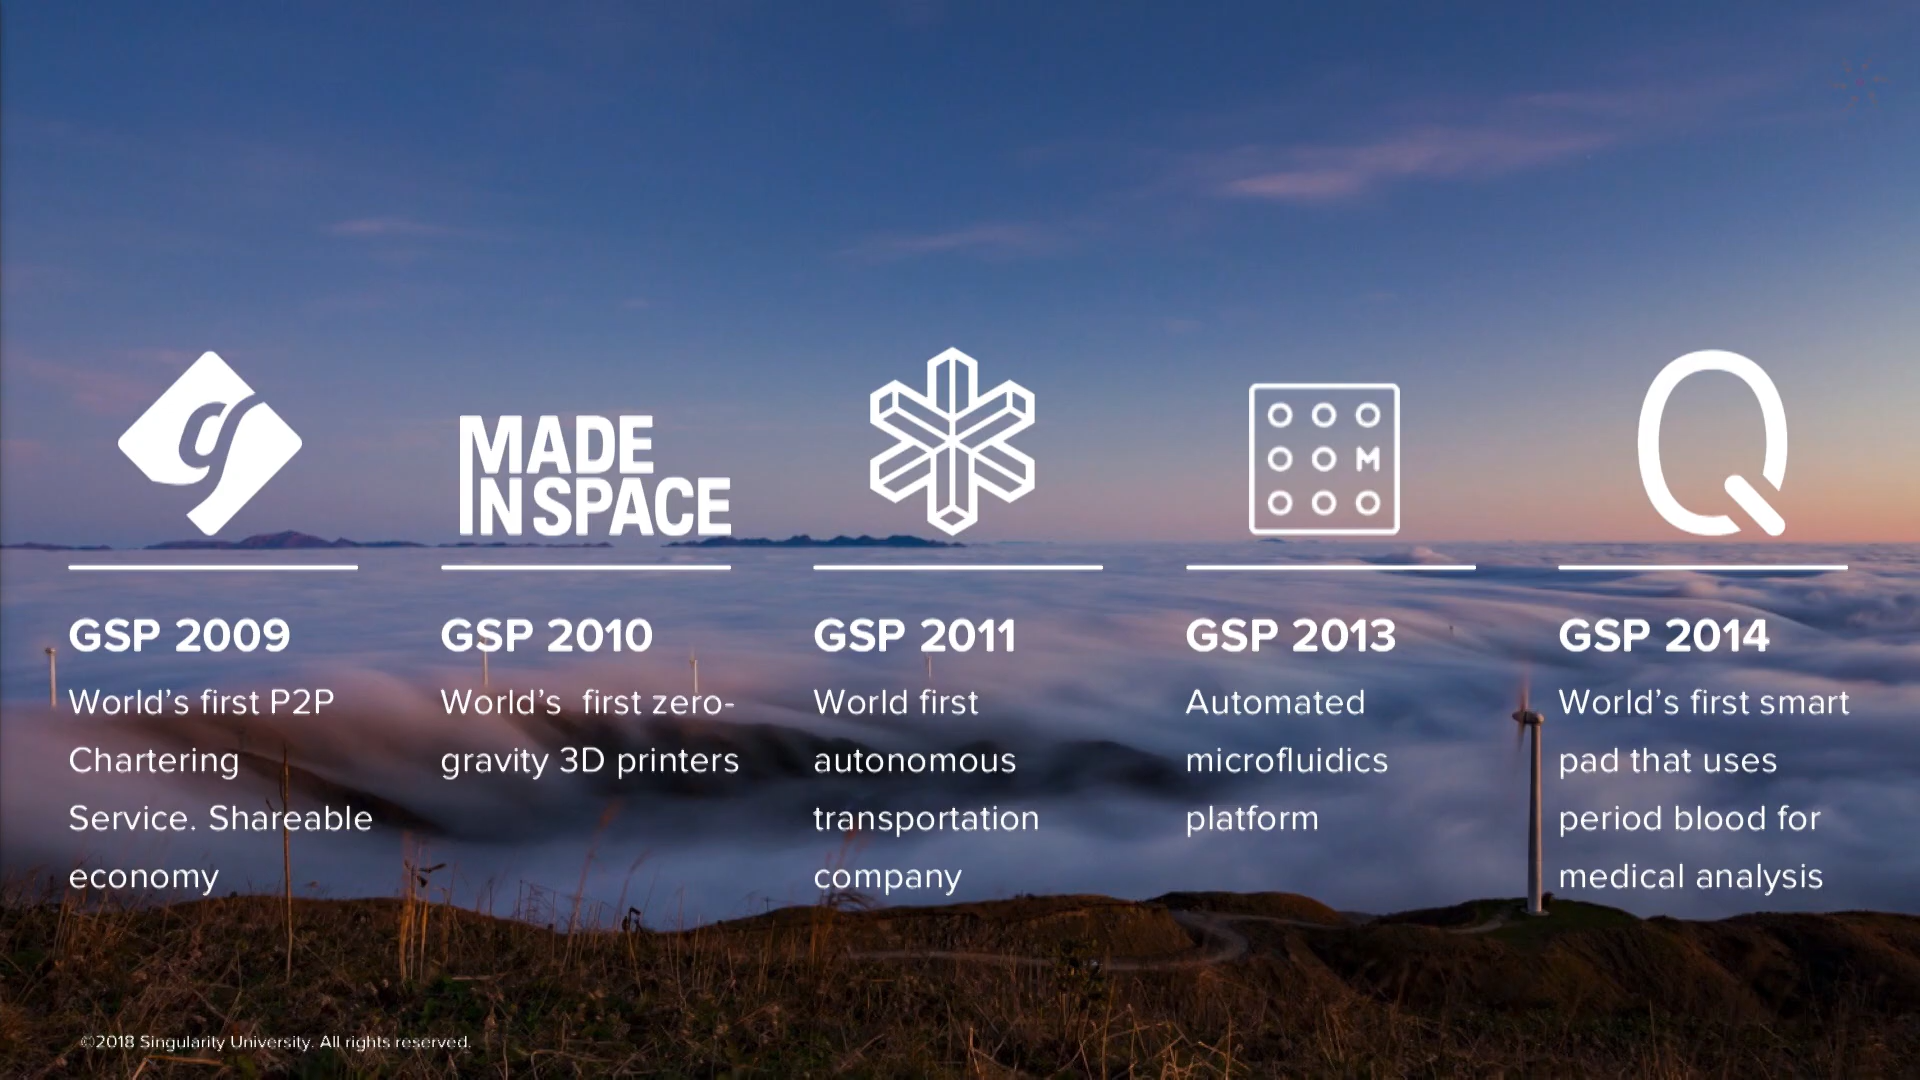 g
MADE
IN SPACE
M
Q
GSP 2009
World's first P2P
Chartering
Service. Shareable
economy
GSP 2010
World's  first zero-
gravity 3D printers
GSP 2011
World first
autonomous
transportation
company
GSP 2013
Automated
microfluidics
platform
GSP 2014
World's first smart
pad that uses
period blood for
medical analysis
©2018 Singularity University. All rights reserved.